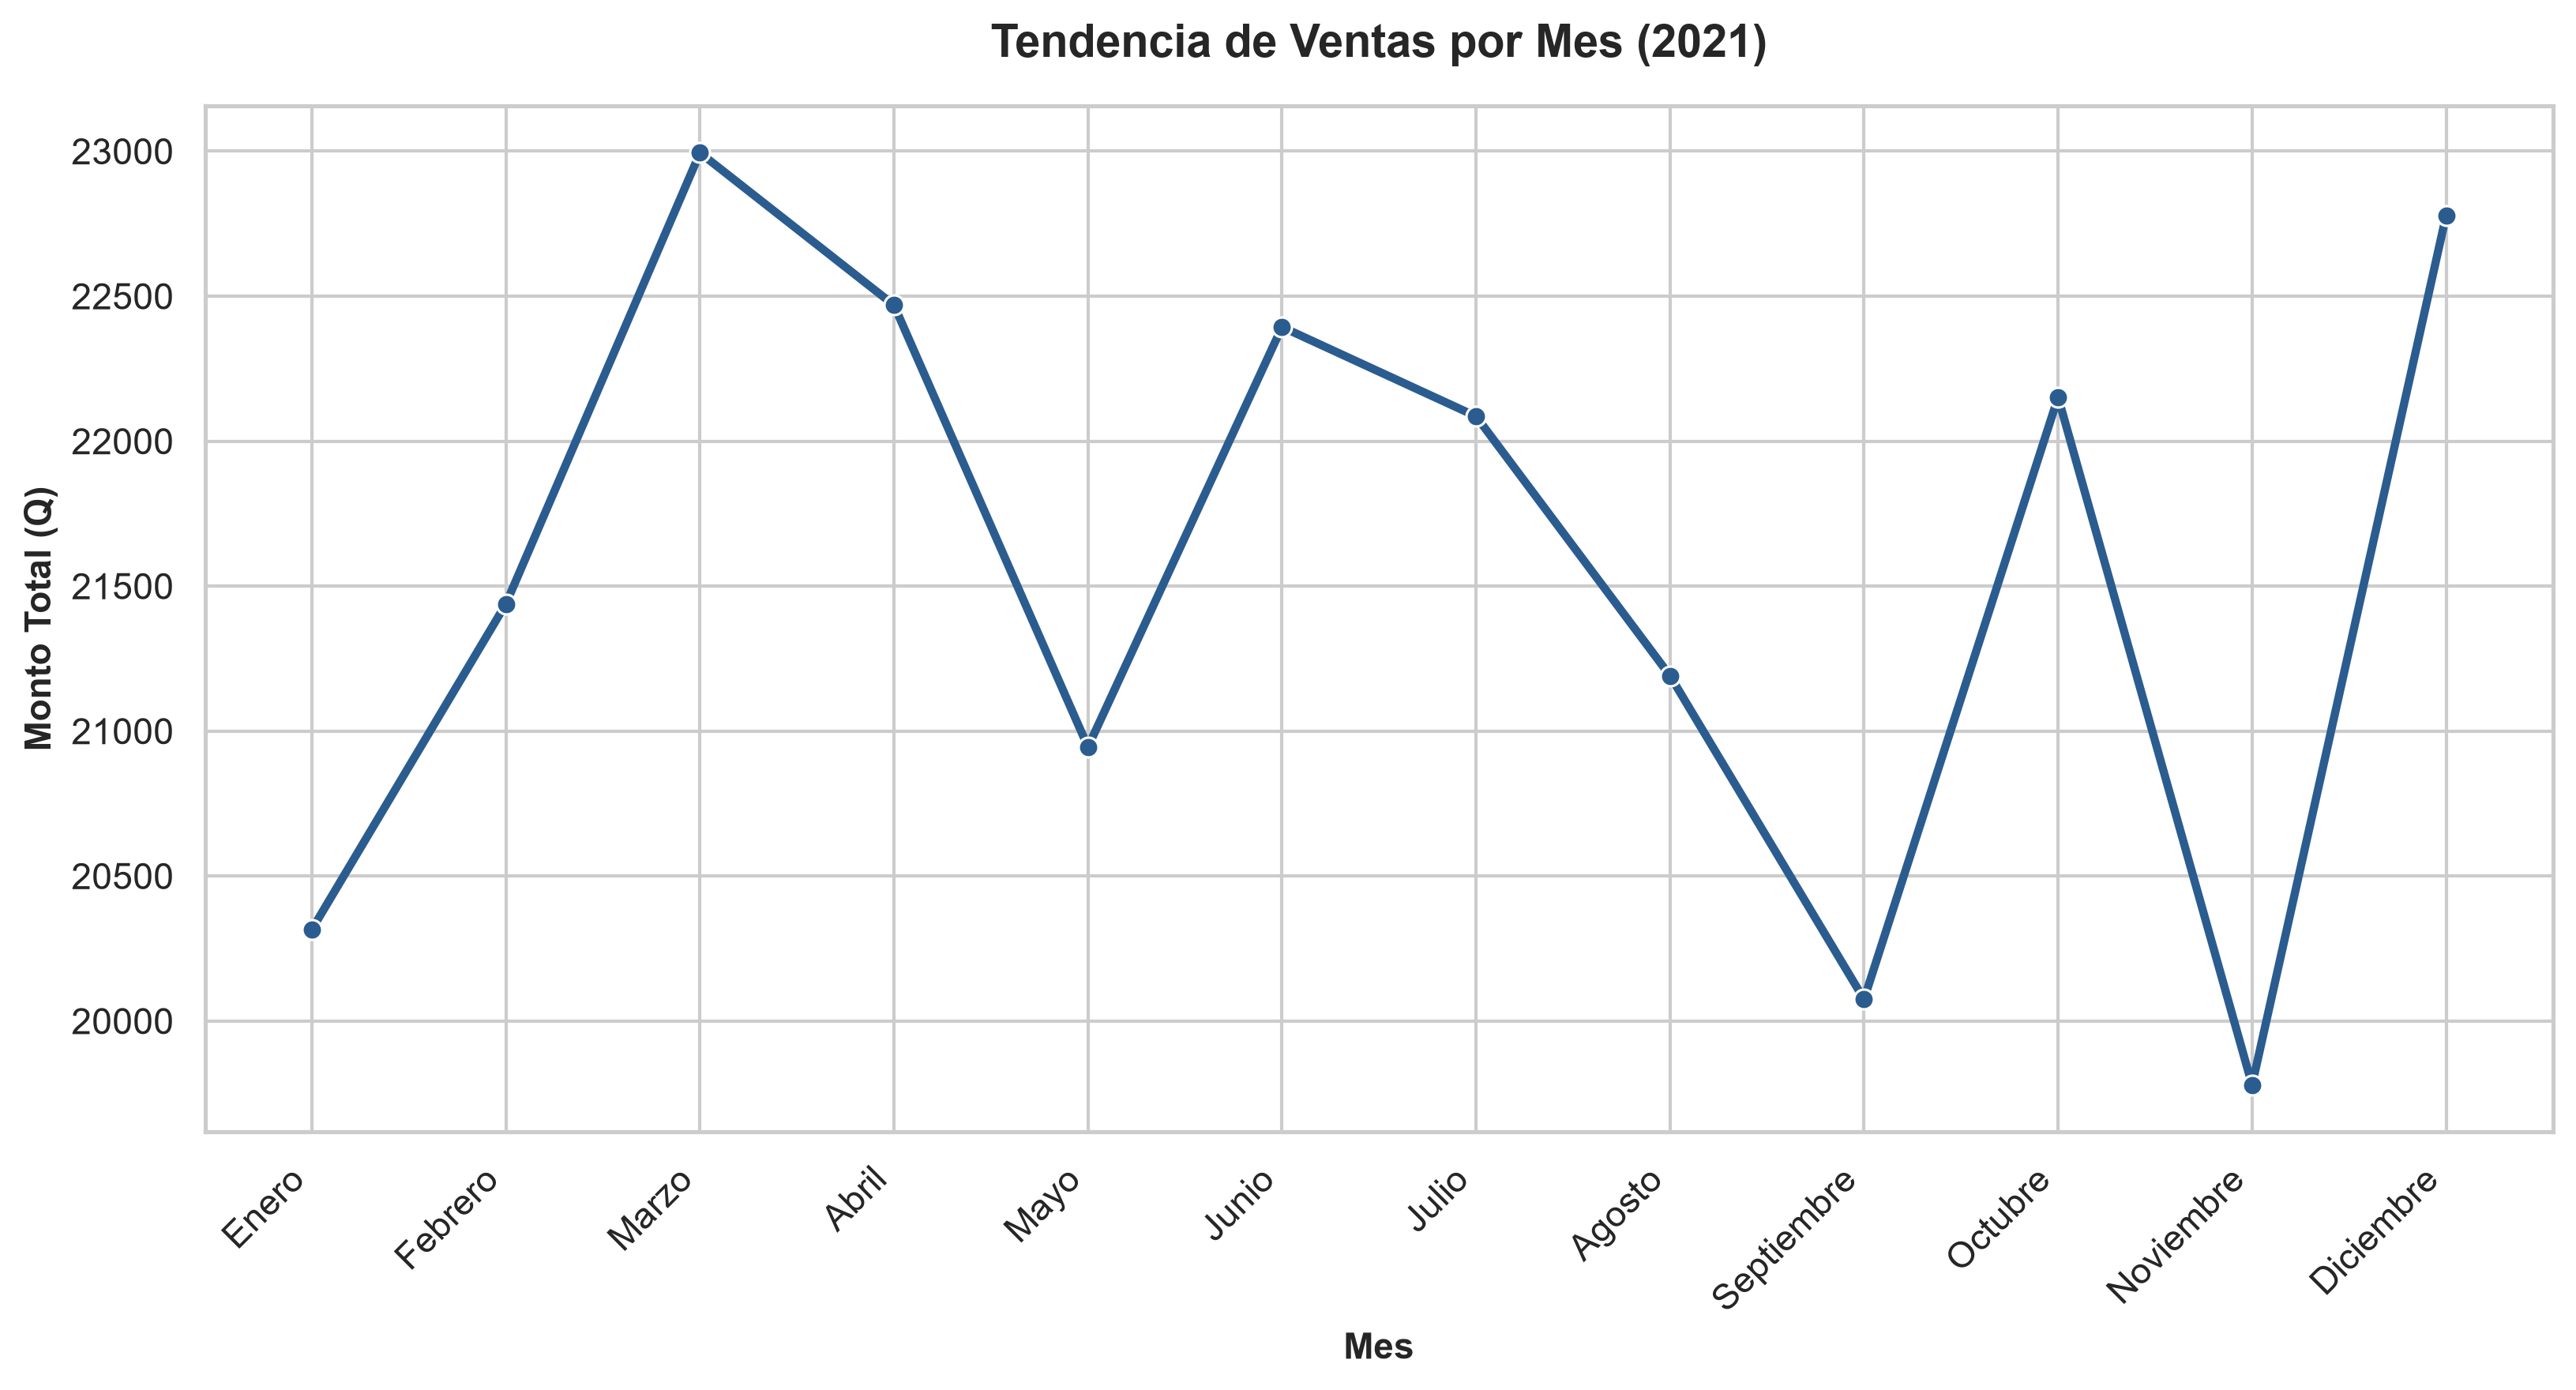 Tendencia de Ventas por Mes (2021)
Monto Total (Q)
23000
22500
22000
21500
21000
20500
20000
Enero
Febrero
Marzo
Abril
Mayo
Junio
Julio
Agosto
Septiembre
Octubre
Noviembre
Diciembre
Mes